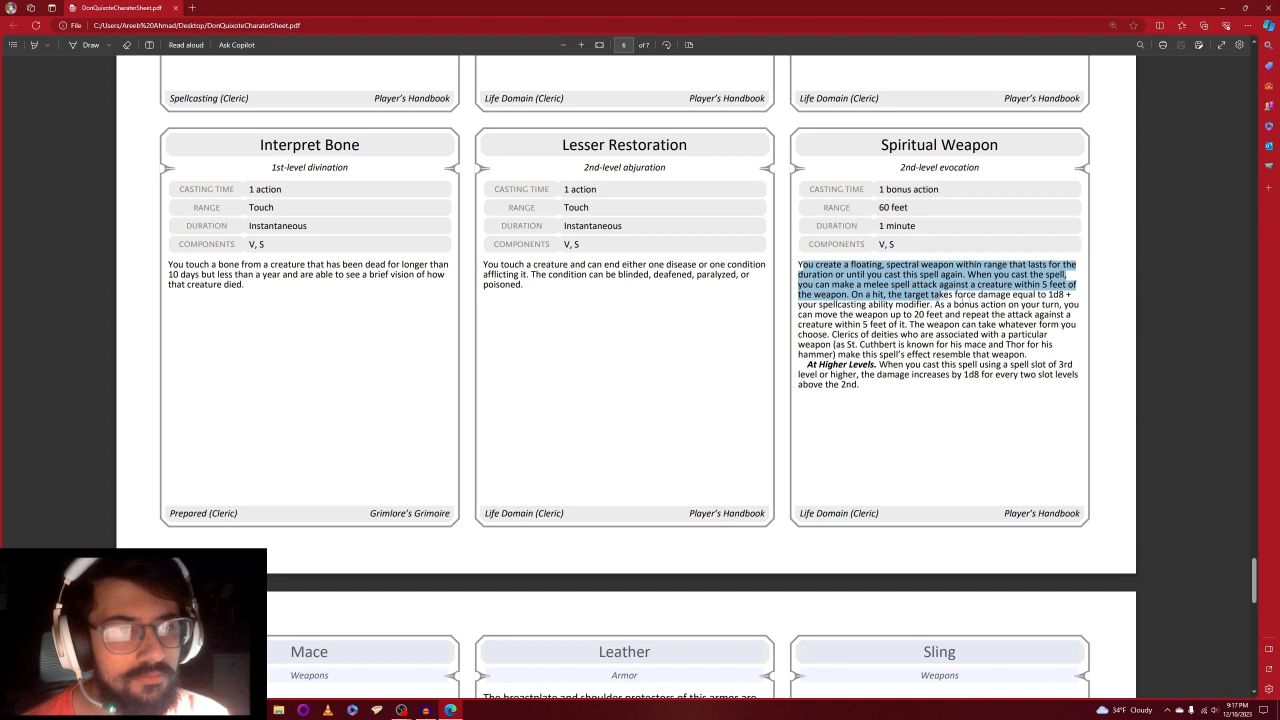 DonQuixoteCharaterSheet.pdf
File
C:/Users/Areeb%20Ahmad/Desktop/DonQuixoteCharaterSheet.pdf
Draw
Read aloud
Ask Copilot
6
of 7
Spellcasting (Cleric)
Player's Handbook
Life Domain (Cleric)
Player's Handbook
Life Domain (Cleric)
Player's Handbook
Interpret Bone
1st-level divination
CASTING TIME 1 action
RANGE Touch
DURATION Instantaneous
COMPONENTS V, S
You touch a bone from a creature that has been dead for longer than
10 days but less than a year and are able to see a brief vision of how
that creature died.
Prepared (Cleric)
Grimlore's Grimoire
Lesser Restoration
2nd-level abjuration
CASTING TIME 1 action
RANGE Touch
DURATION Instantaneous
COMPONENTS V, S
You touch a creature and can end either one disease or one condition
afflicting it. The condition can be blinded, deafened, paralyzed, or
poisoned.
Life Domain (Cleric)
Player's Handbook
Spiritual Weapon
2nd-level evocation
CASTING TIME 1 bonus action
RANGE 60 feet
DURATION 1 minute
COMPONENTS V, S
You create a floating, spectral weapon within range that lasts for the
duration or until you cast this spell again. When you cast the spell,
you can make a melee spell attack against a creature within 5 feet of
the weapon. On a hit, the target takes force damage equal to 1d8 +
your spellcasting ability modifier. As a bonus action on your turn, you
can move the weapon up to 20 feet and repeat the attack against a
creature within 5 feet of it. The weapon can take whatever form you
choose. Clerics of deities who are associated with a particular
weapon (as St. Cuthbert is known for his mace and Thor for his
hammer) make this spell's effect resemble that weapon.
At Higher Levels. When you cast this spell using a spell slot of 3rd
level or higher, the damage increases by 1d8 for every two slot levels
above the 2nd.
Life Domain (Cleric)
Player's Handbook
Mace
Weapons
Leather
Armor
The breastplate and shoulder protectors of this armor are
Sling
Weapons
34°F Cloudy
9:17 PM
12/10/2023